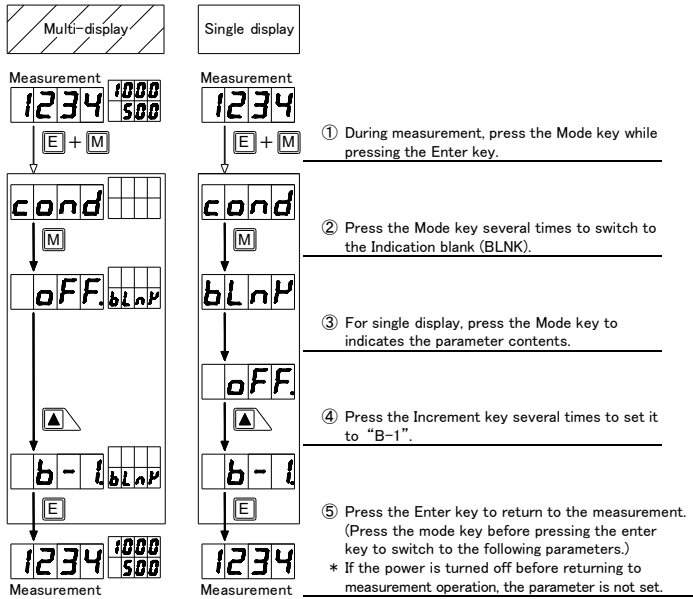 Multi-display
Single display
Measurement
1234 1000 500
E + M
cond
M
oFF. bLnK
▲
b-1. bLnK
E
1234 1000 500
Measurement
Measurement
1234
E + M
cond
M
bLnK
oFF.
▲
b-1.
E
1234
Measurement
① During measurement, press the Mode key while
pressing the Enter key.
② Press the Mode key several times to switch to
the Indication blank (BLNK).
③ For single display, press the Mode key to
indicates the parameter contents.
④ Press the Increment key several times to set it
to “B-1”.
⑤ Press the Enter key to return to the measurement.
(Press the mode key before pressing the enter
key to switch to the following parameters.)
* If the power is turned off before returning to
measurement operation, the parameter is not set.